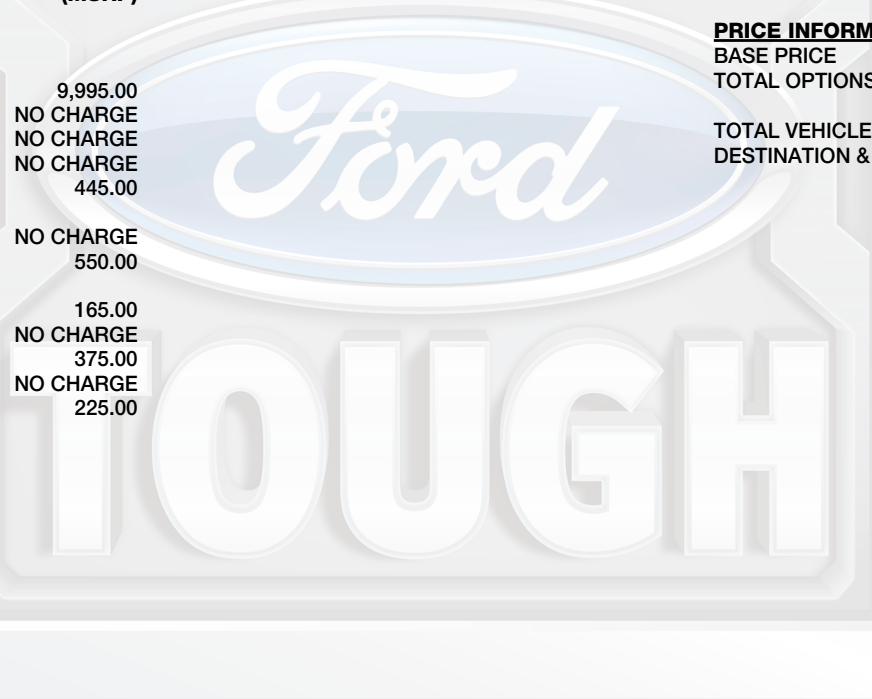 9,995.00
NO CHARGE
NO CHARGE
NO CHARGE
445.00
NO CHARGE
550.00
165.00
NO CHARGE
375.00
NO CHARGE
225.00
PRICE INFORM
BASE PRICE
TOTAL OPTIONS
TOTAL VEHICLE
DESTINATION &
Ford
TOUGH